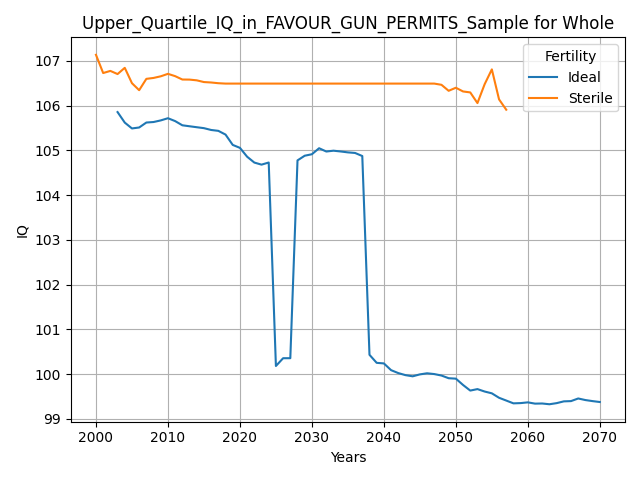 Upper_Quartile_IQ_in_FAVOUR_GUN_PERMITS_Sample for Whole
Fertility
Ideal
Sterile
IQ
107
106
105
104
103
102
101
100
99
2000 2010 2020 2030 2040 2050 2060 2070
Years